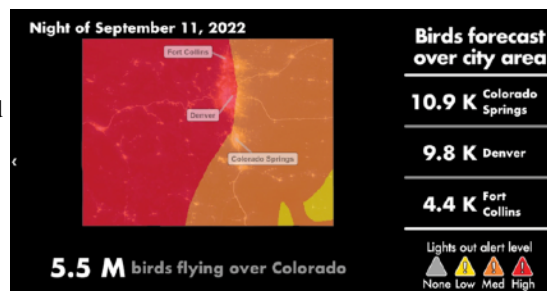 Night of September 11, 2022
Fort Collins
Denver
Colorado Springs
5.5 M birds flying over Colorado
Birds forecast
over city area
10.9 K Colorado
Springs
9.8 K Denver
4.4 K Fort
Collins
Lights out alert level
None Low Med High